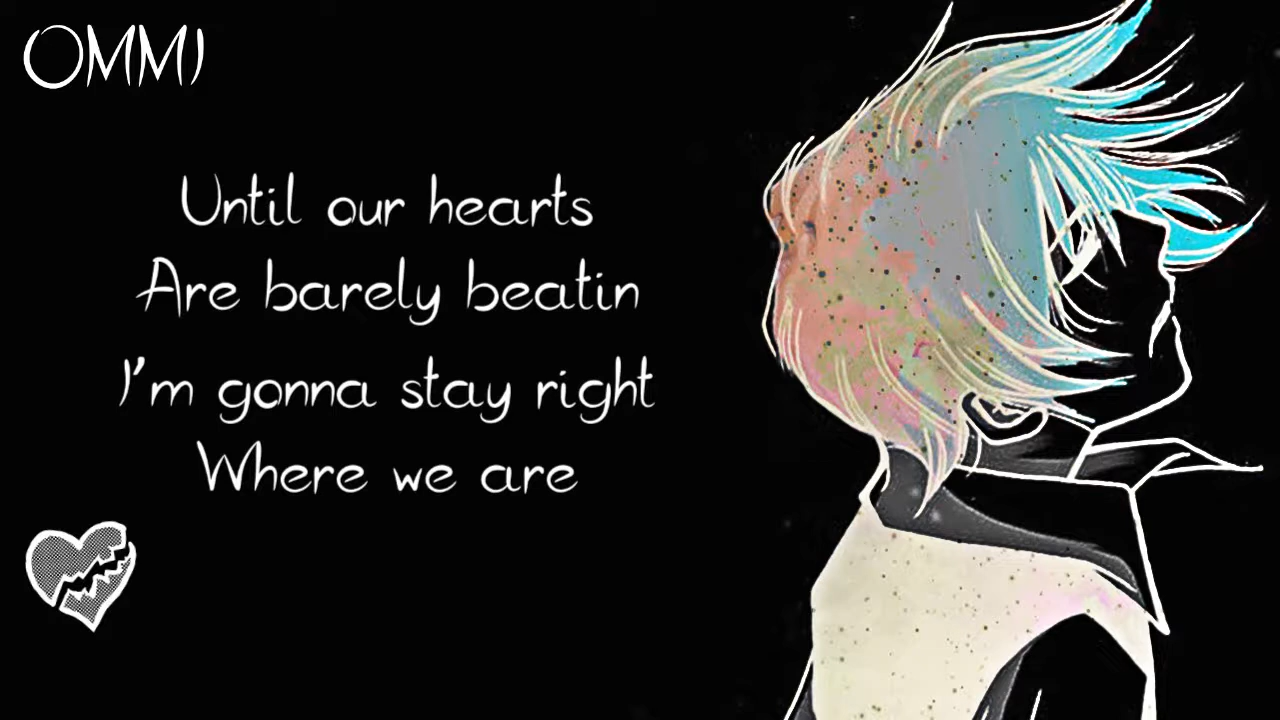 OMMI
Until our hearts
Are barely beatin
I'm gonna stay right
Where we are